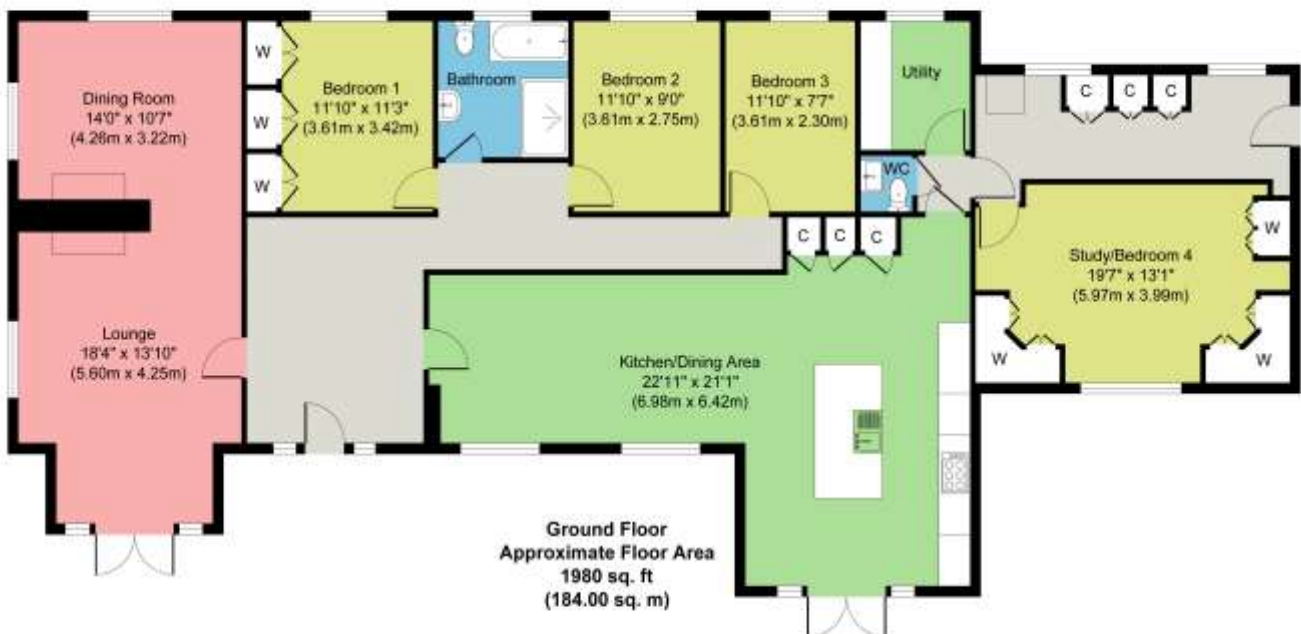 Dining Room
14'0" x 10'7"
(4.26m x 3.22m)
W
W
W
Bedroom 1
11'10" x 11'3"
(3.61m x 3.42m)
Bathroom
Bedroom 2
11'10" x 9'0"
(3.61m x 2.75m)
Bedroom 3
11'10" x 7'7"
(3.61m x 2.30m)
Utility
WC
C
C
C
C
C
C
Study/Bedroom 4
19'7" x 13'1"
(5.97m x 3.99m)
W
W
W
Lounge
18'4" x 13'10"
(5.60m x 4.25m)
Kitchen/Dining Area
22'11" x 21'1"
(6.98m x 6.42m)
Ground Floor
Approximate Floor Area
1980 sq. ft
(184.00 sq. m)